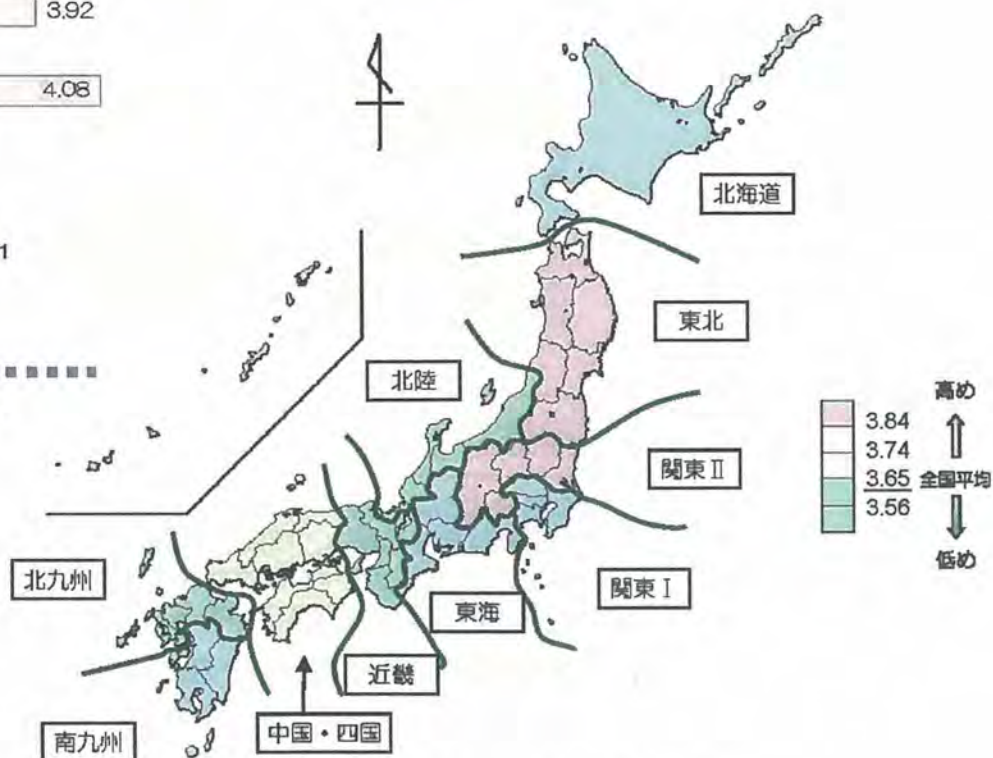 3.92
4.08
1
北海道
東北
北陸
関東Ⅱ
北九州
関東Ⅰ
東海
近畿
中国・四国
南九州
高め
3.84
3.74
3.65 全国平均
3.56
低め